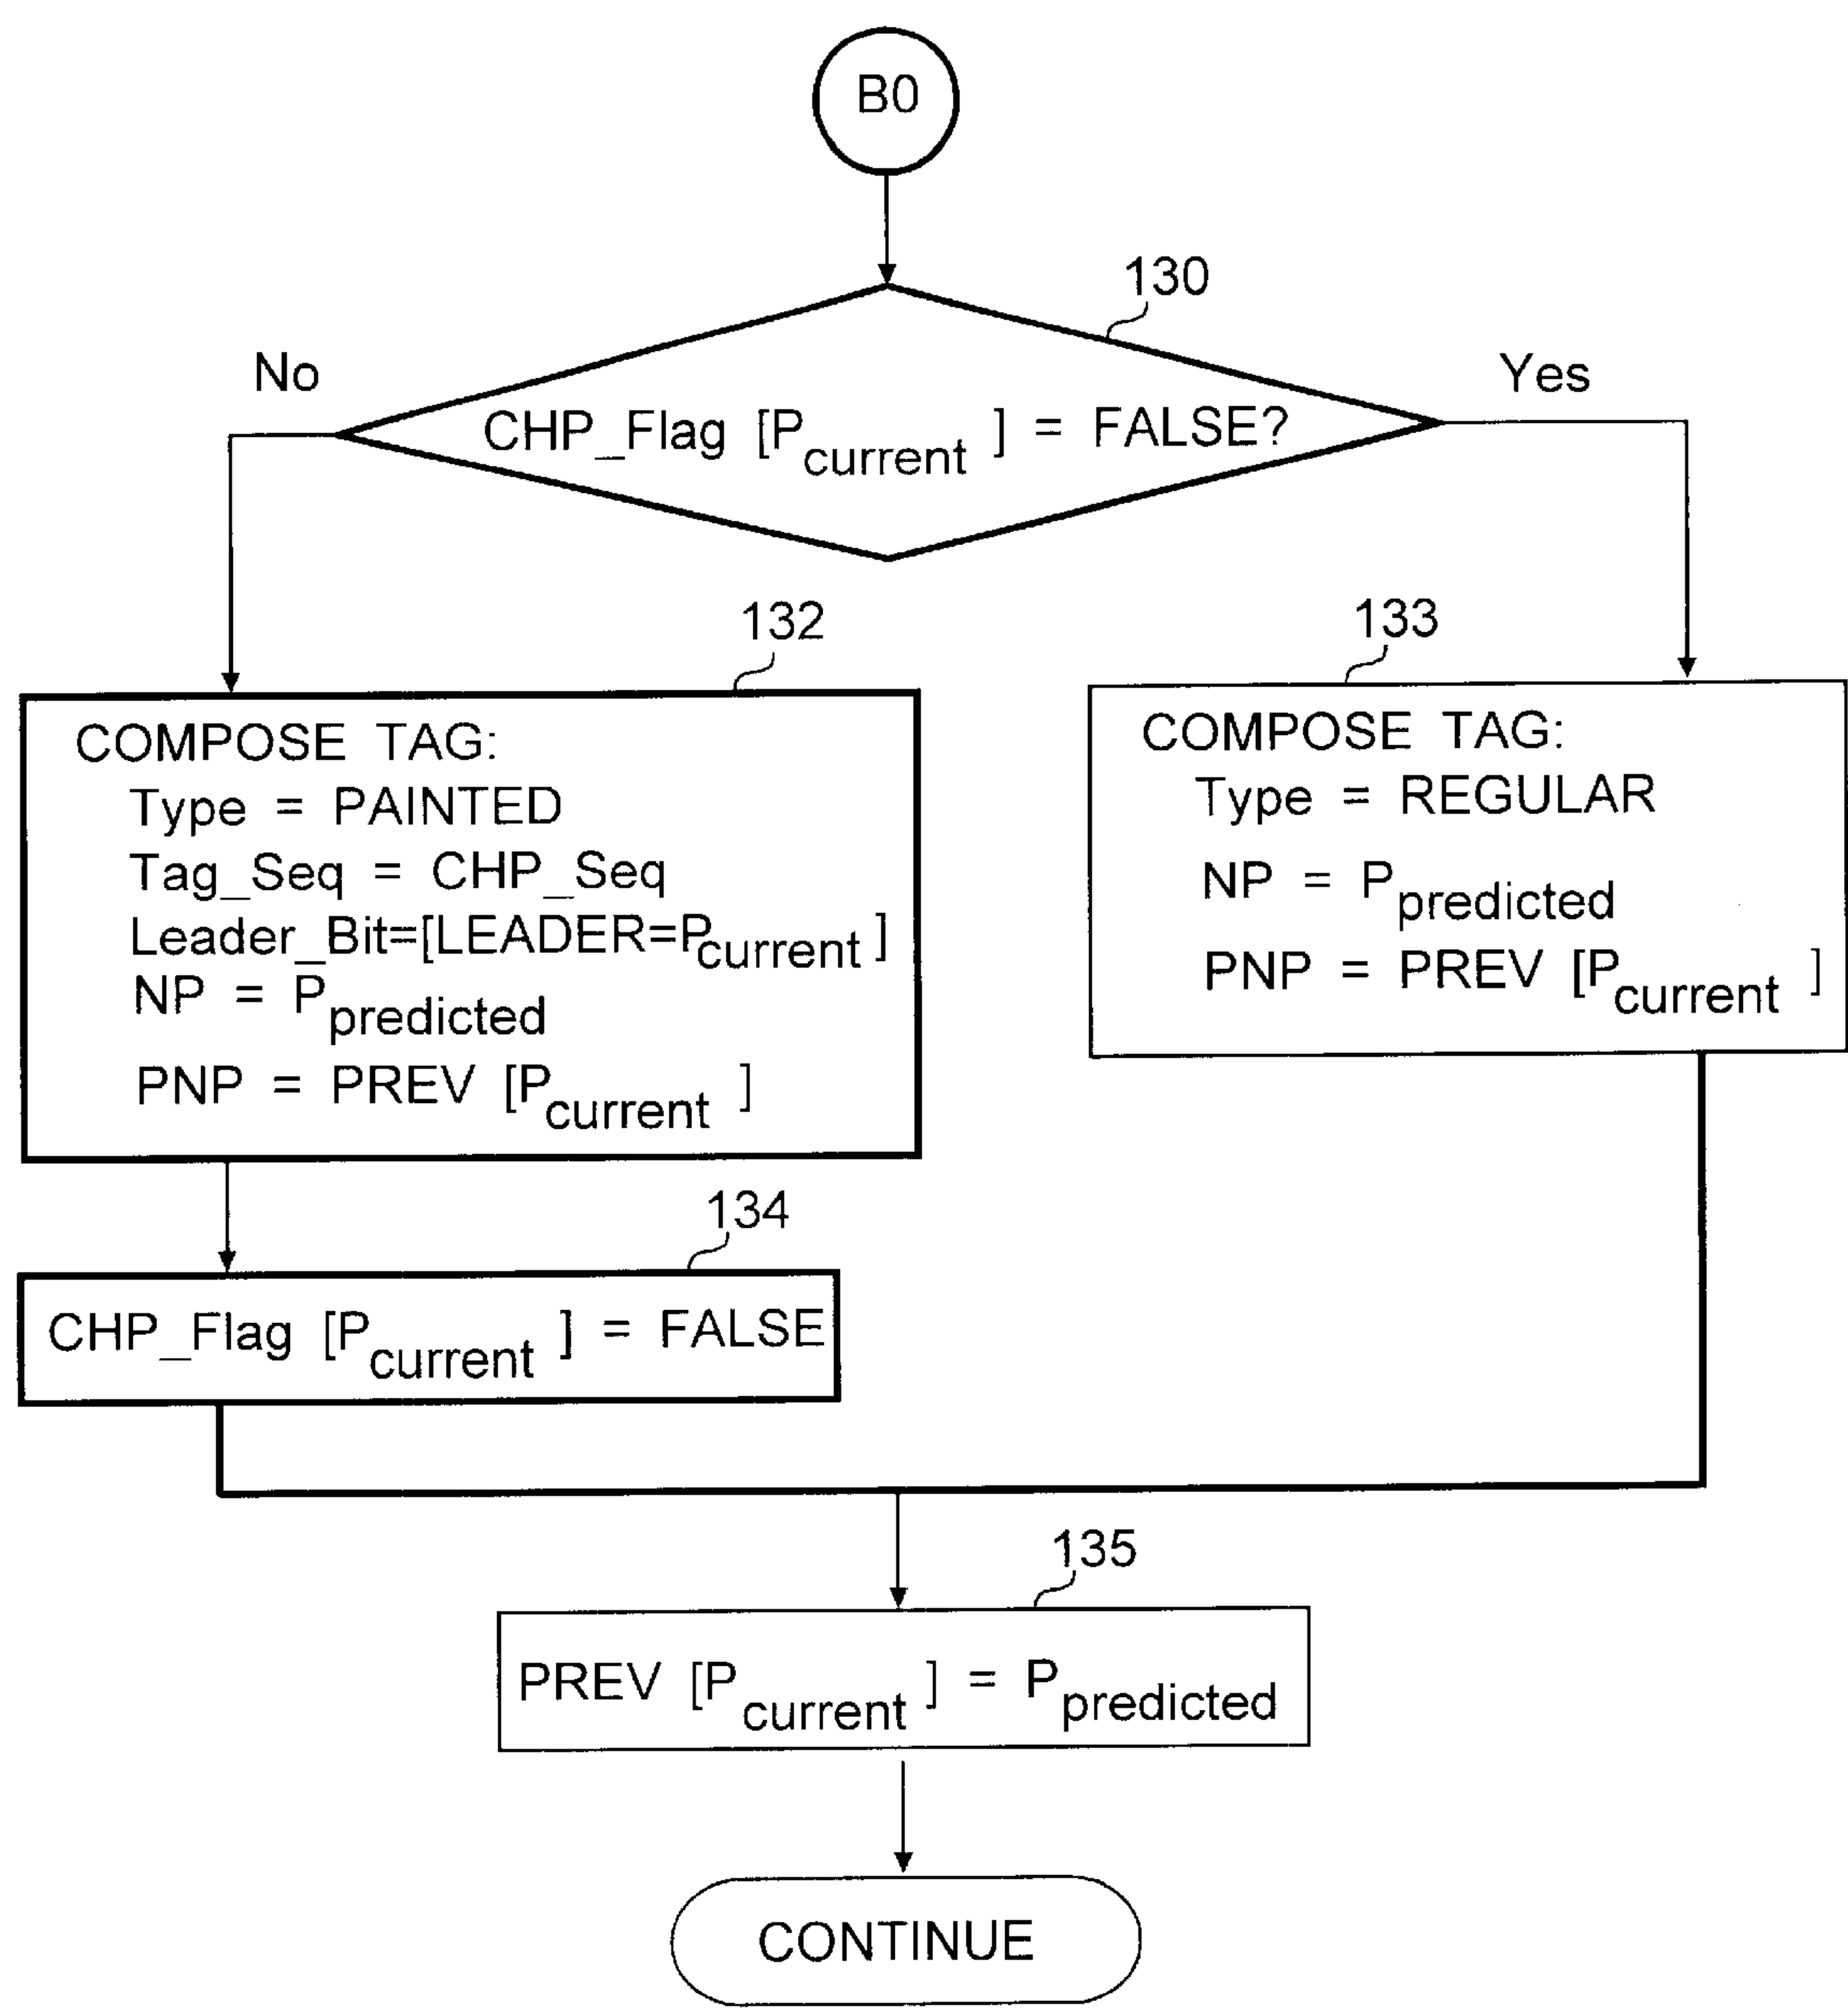 B0
130
No
Yes
CHP_Flag [P current ] = FALSE?
132
COMPOSE TAG:
Type = PAINTED
Tag_Seq = CHP_Seq
Leader_Bit=[LEADER=P current ]
NP = P predicted
PNP = PREV [P current ]
133
COMPOSE TAG:
Type = REGULAR
NP = P predicted
PNP = PREV [P current ]
134
CHP_Flag [P current ] = FALSE
135
PREV [P current ] = P predicted
CONTINUE